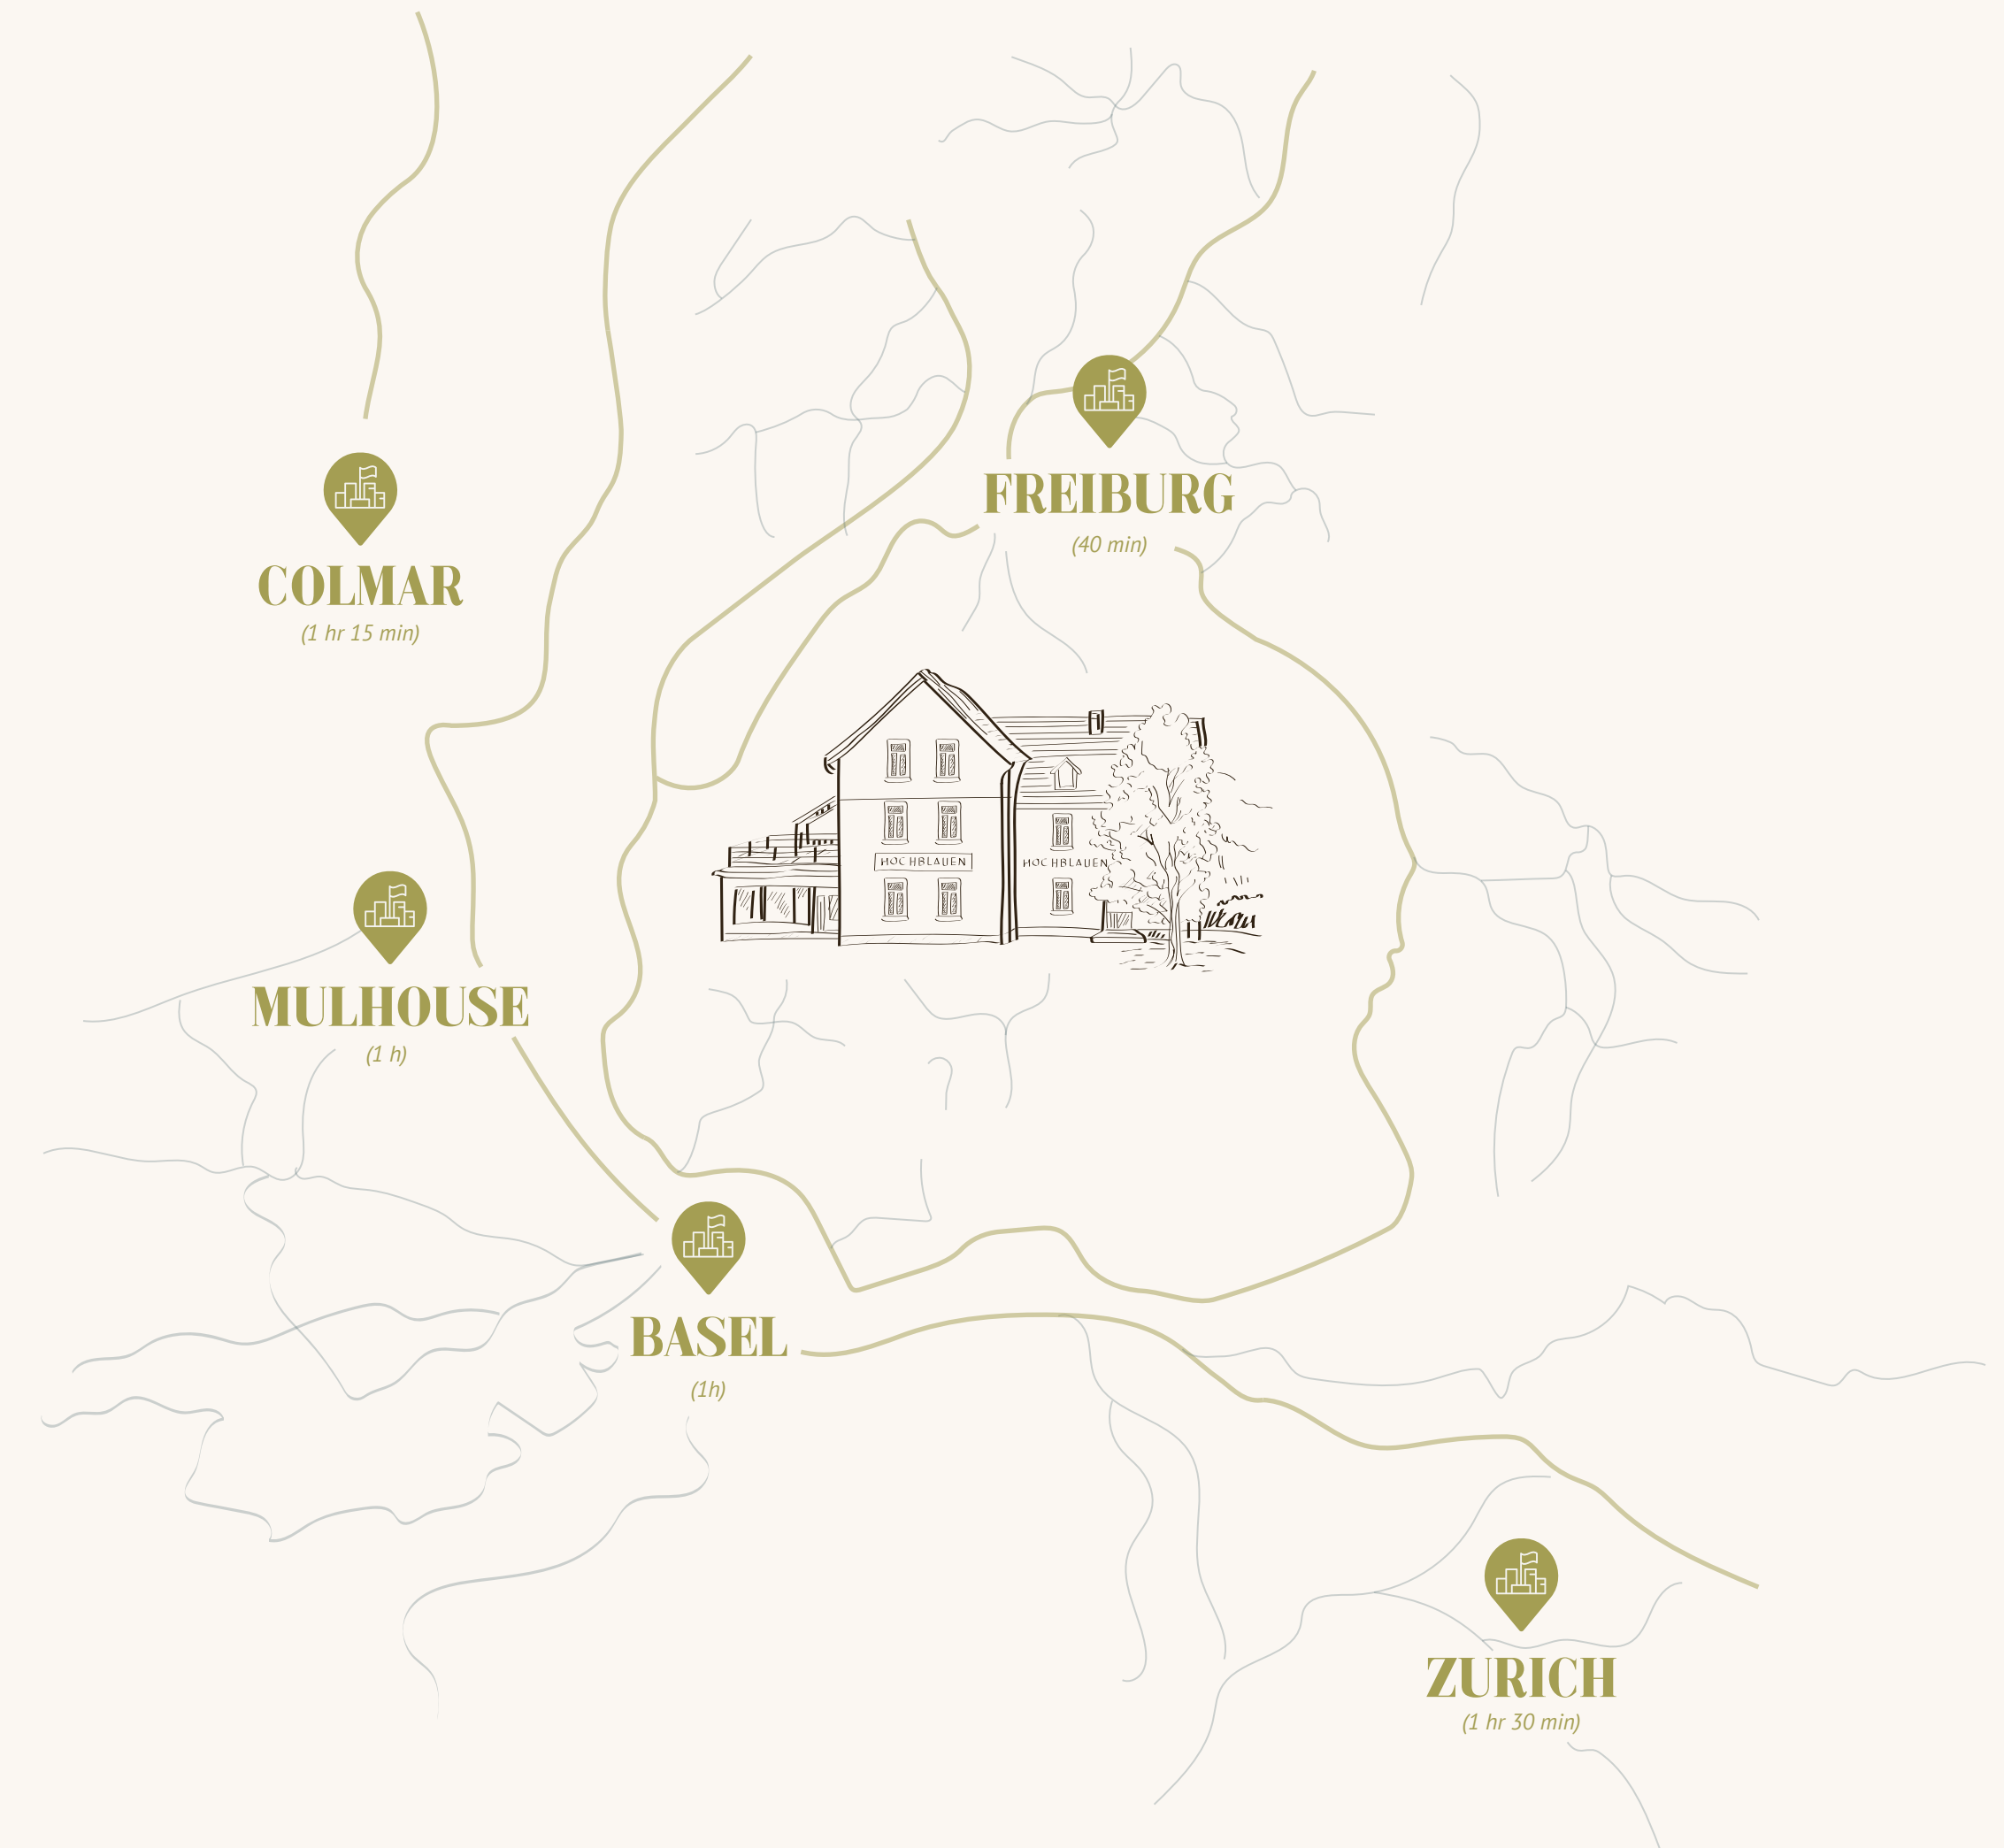 FREIBURG
(40 min)
COLMAR
(1 hr 15 min)
HOCHBLAUEN
HOCHBLAUEN
MULHOUSE
(1 h)
BASEL
(1h)
ZURICH
(1 hr 30 min)